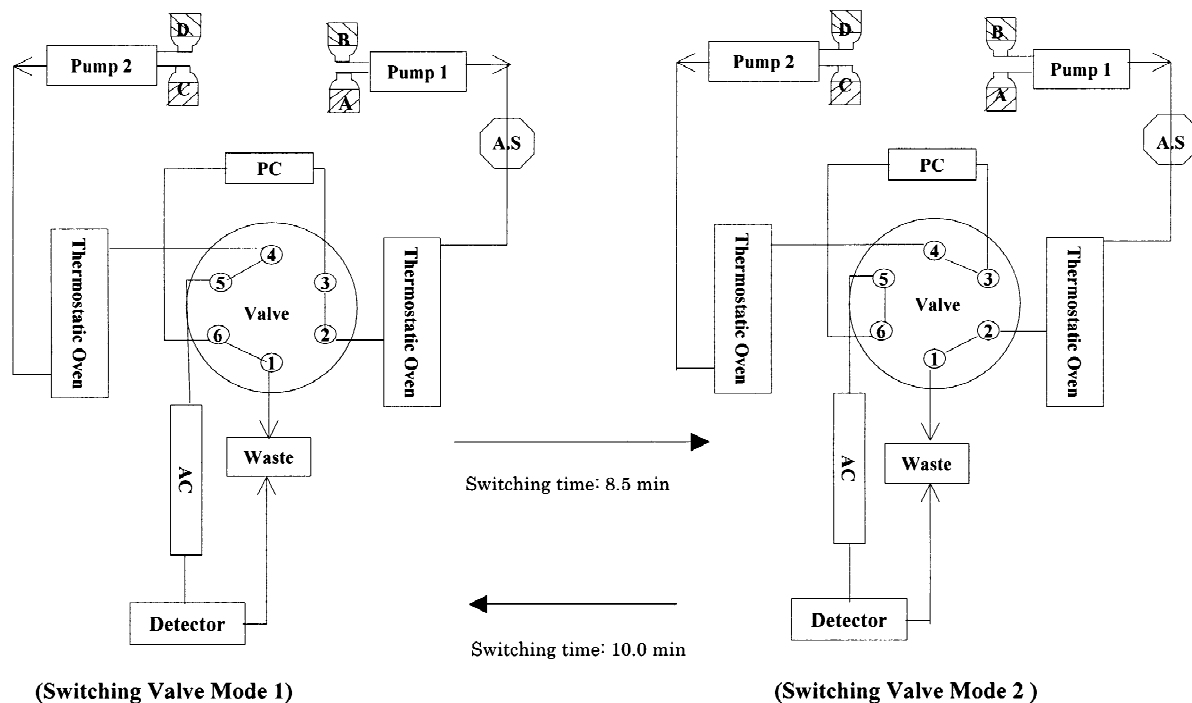 D
Pump 2
C
B
Pump 1
A
A.S
PC
Thermostatic Oven
4
5
3
Valve
6
2
1
Thermostatic Oven
AC
Waste
Detector
(Switching Valve Mode 1)
Switching time: 8.5 min
Switching time: 10.0 min
D
Pump 2
C
B
Pump 1
A
A.S
PC
Thermostatic Oven
4
5
3
Valve
6
2
1
Thermostatic Oven
AC
Waste
Detector
(Switching Valve Mode 2 )